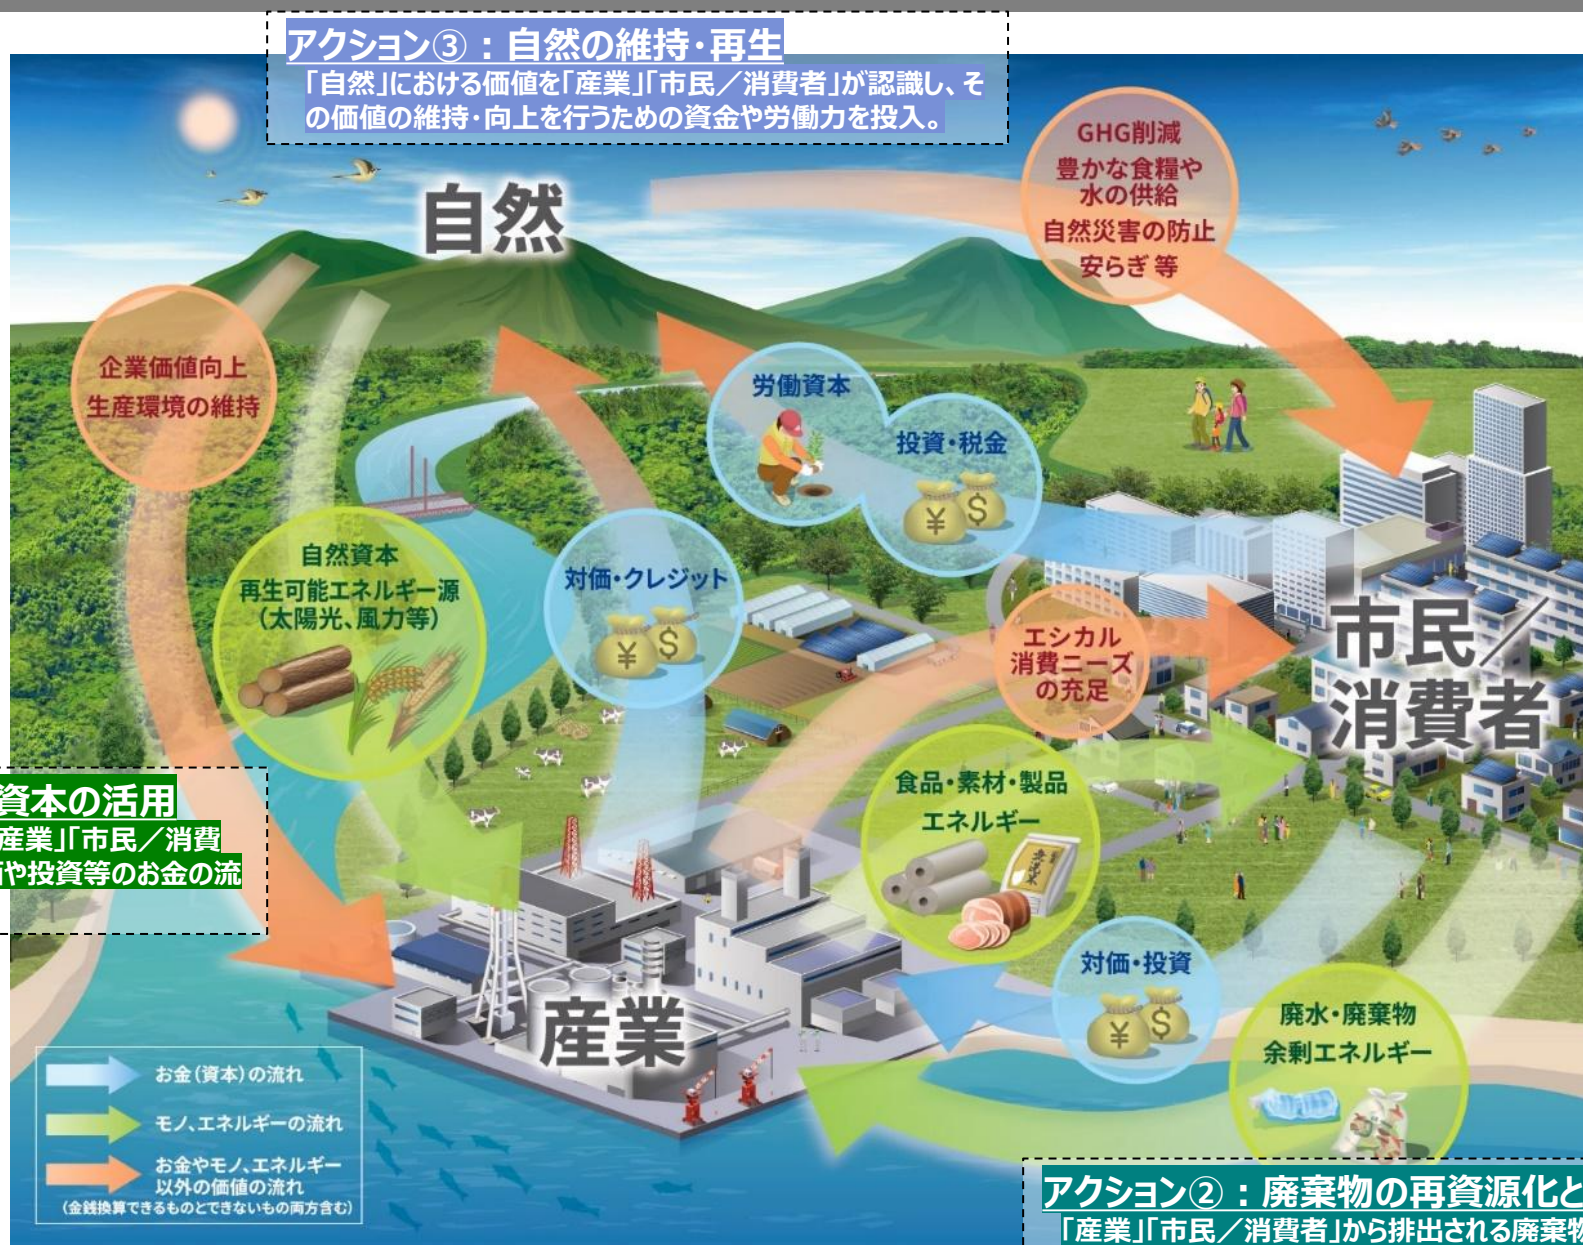 アクション③：自然の維持・再生
「自然」における価値を「産業」「市民／消費者」が認識し、そ
の価値の維持・向上を行うための資金や労働力を投入。
GHG削減
豊かな食糧や
水の供給
自然災害の防止
安らぎ 等
自然
企業価値向上
生産環境の維持
労働資本
投資・税金
¥ $
自然資本
再生可能エネルギー源
（太陽光、風力等）
対価・クレジット
¥ $
エシカル
消費ニーズ
の充足
市民／
消費者
資本の活用
産業」「市民／消費
や投資等のお金の流
食品・素材・製品
エネルギー
対価・投資
¥ $
廃水・廃棄物
余剰エネルギー
産業
お金（資本）の流れ
モノ、エネルギーの流れ
お金やモノ、エネルギー
以外の価値の流れ
（金銭換算できるものとできないもの両方含む）
アクション②：廃棄物の再資源化と
「産業」「市民／消費者」から排出される廃棄物